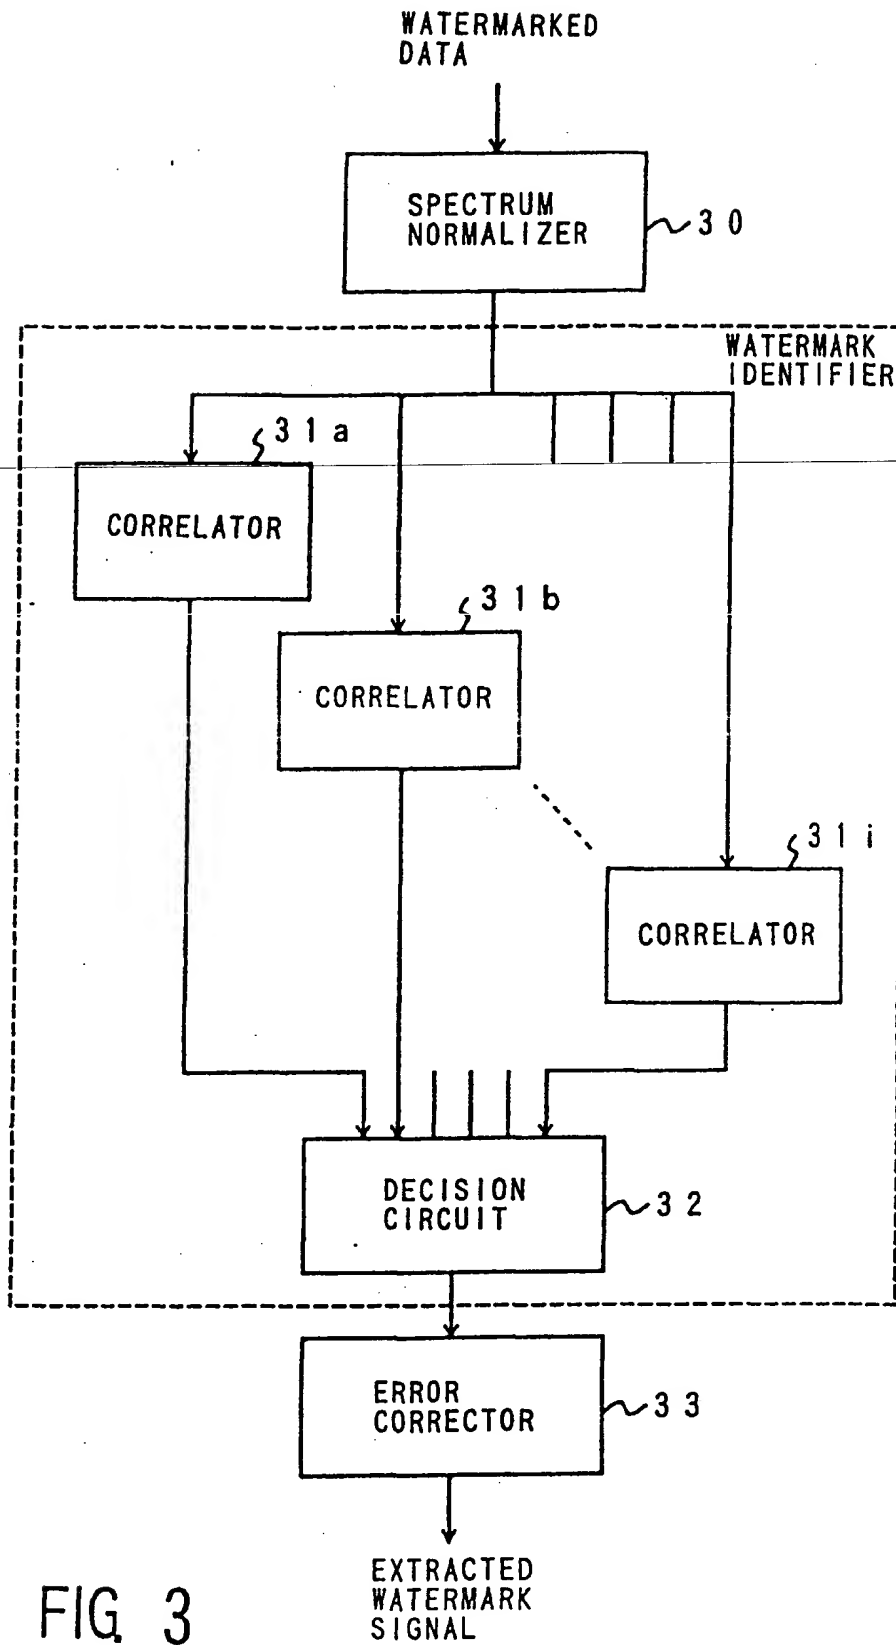 WATERMARKED
DATA
SPECTRUM
NORMALIZER
30
WATERMARK
IDENTIFIER
31a
CORRELATOR
31b
CORRELATOR
31i
CORRELATOR
DECISION
CIRCUIT
32
ERROR
CORRECTOR
33
EXTRACTED
WATERMARK
SIGNAL
FIG. 3